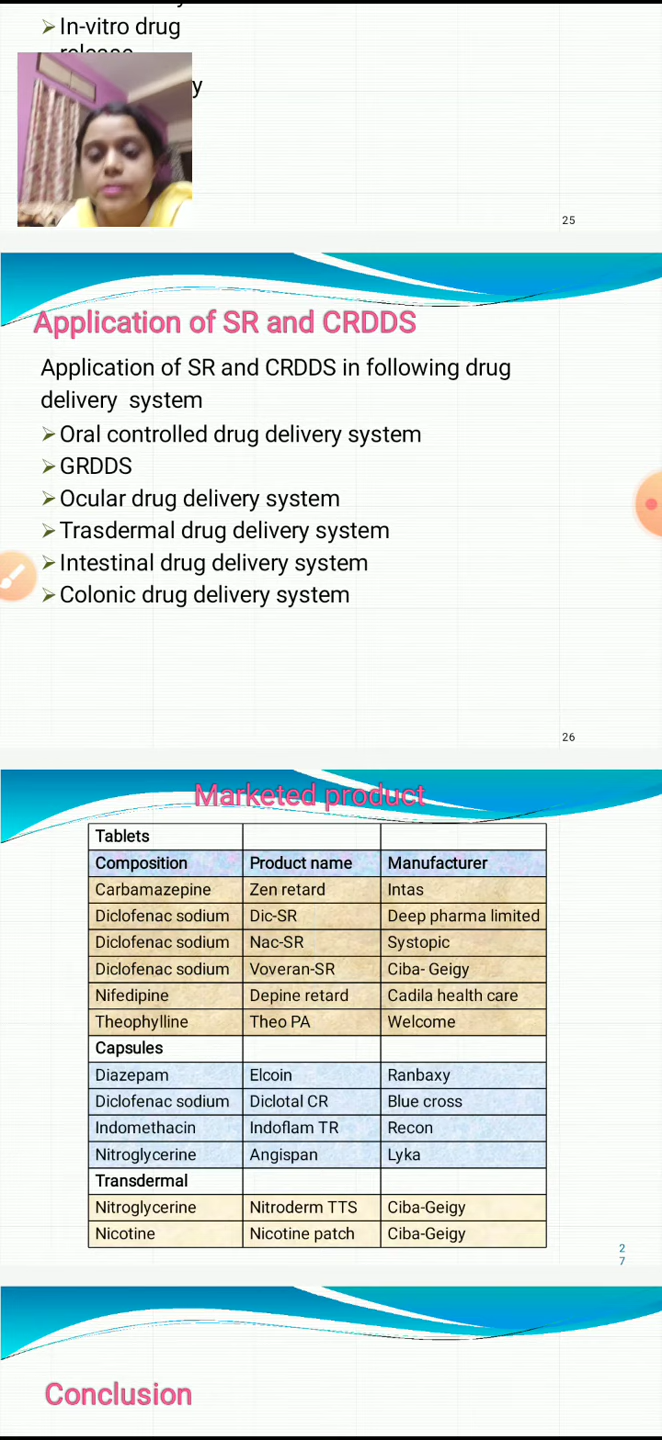 In-vitro drug
y
25
Application of SR and CRDDS
Application of SR and CRDDS in following drug
delivery system
Oral controlled drug delivery system
GRDDS
Ocular drug delivery system
Trasdermal drug delivery system
Intestinal drug delivery system
Colonic drug delivery system
26
Marketed product
Tablets
Composition Product name Manufacturer
Carbamazepine Zen retard Intas
Diclofenac sodium Dic-SR Deep pharma limited
Diclofenac sodium Nac-SR Systopic
Diclofenac sodium Voveran-SR Ciba- Geigy
Nifedipine Depine retard Cadila health care
Theophylline Theo PA Welcome
Capsules
Diazepam Elcoin Ranbaxy
Diclofenac sodium Diclotal CR Blue cross
Indomethacin Indoflam TR Recon
Nitroglycerine Angispan Lyka
Transdermal
Nitroglycerine Nitroderm TTS Ciba-Geigy
Nicotine Nicotine patch Ciba-Geigy
2
7
Conclusion